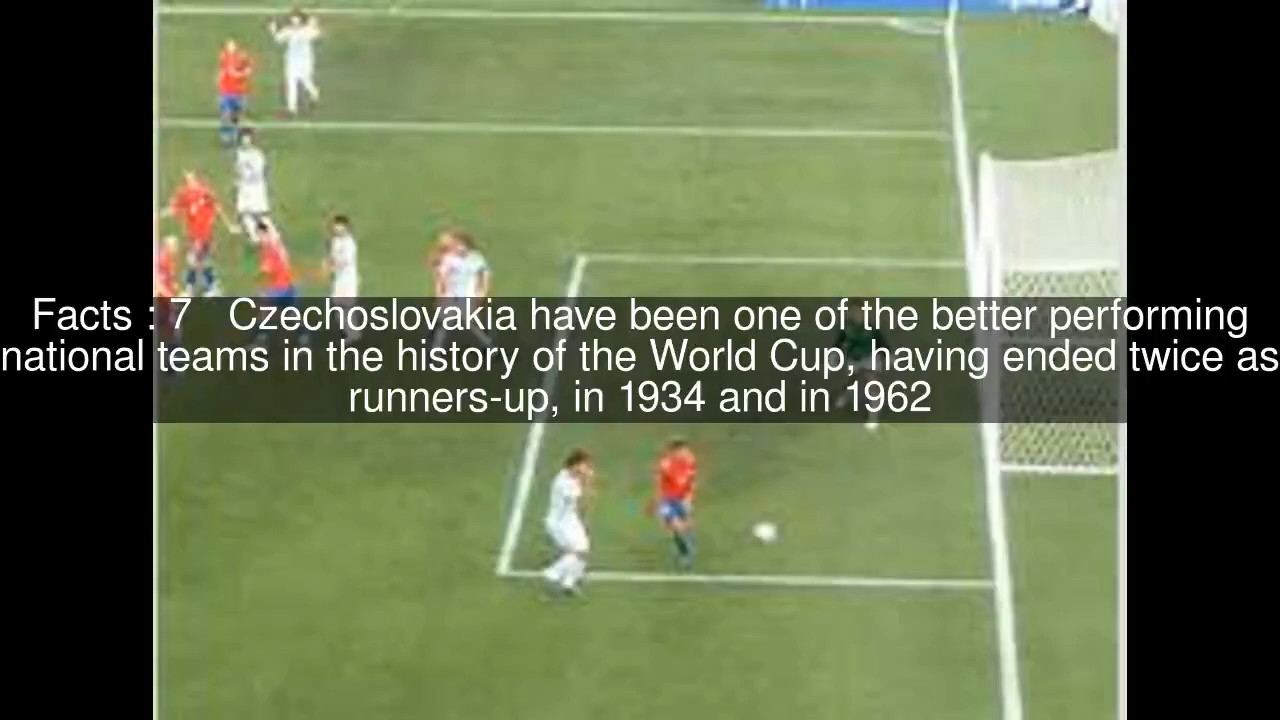 Facts : 7 Czechoslovakia have been one of the better performing
national teams in the history of the World Cup, having ended twice as
runners-up, in 1934 and in 1962